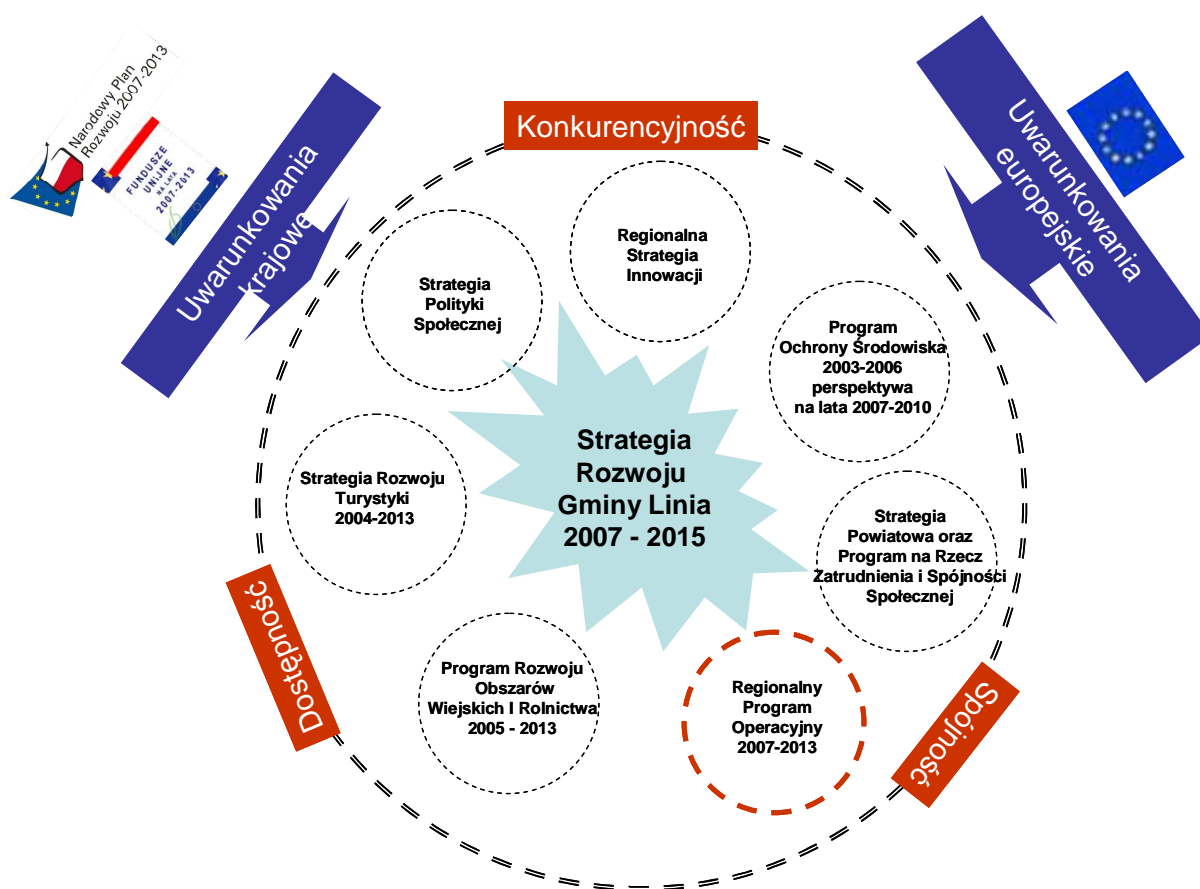 Narodowy Plan
Rozwoju 2007-2013
FUNDUSZE
UNIJNE
NA LATA
2007-2013
Uwarunkowania
krajowe
Konkurencyjność
Uwarunkowania
europejskie
Regionalna
Strategia
Innowacji
Strategia
Polityki
Społecznej
Program
Ochrony Środowiska
2003-2006
perspektywa
na lata 2007-2010
Strategia
Rozwoju
Gminy Linia
2007 - 2015
Strategia Rozwoju
Turystyki
2004-2013
Strategia
Powiatowa oraz
Program na Rzecz
Zatrudnienia i Spójności
Społecznej
Dostępność
Program Rozwoju
Obszarów
Wiejskich I Rolnictwa
2005 - 2013
Regionalny
Program
Operacyjny
2007-2013
Spójność